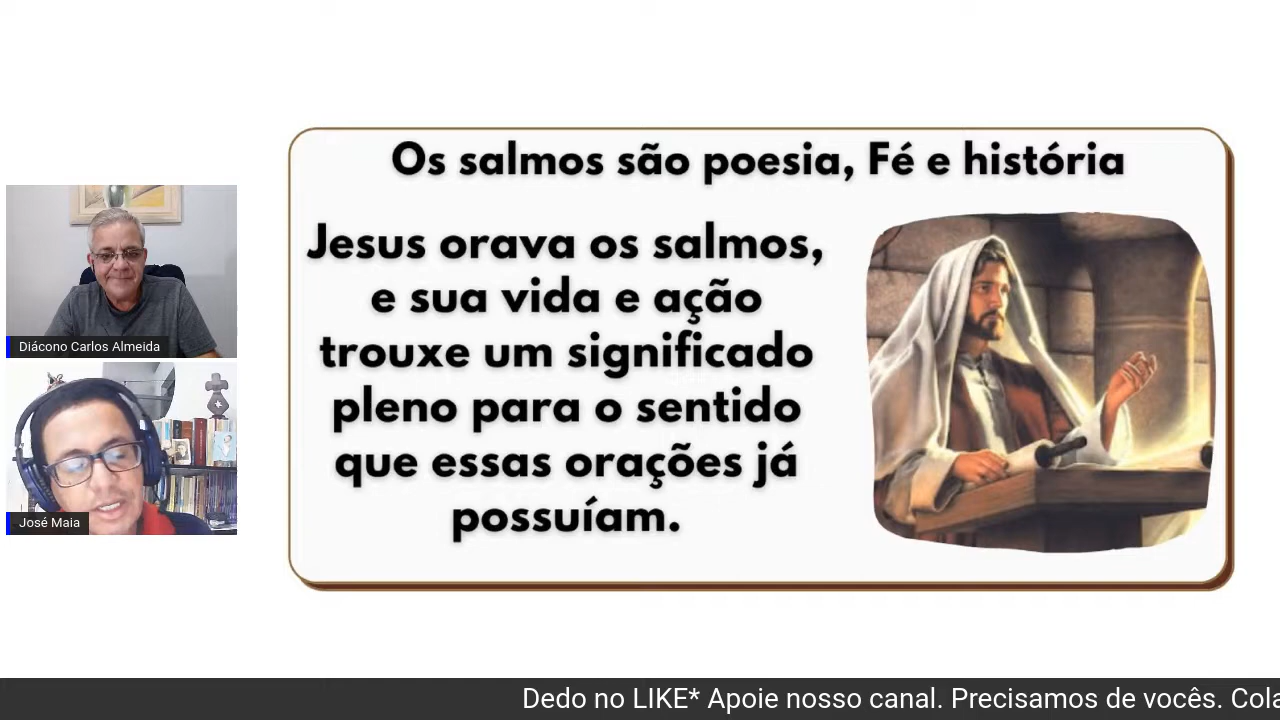 Os salmos são poesia, Fé e história
Jesus orava os salmos,
e sua vida e ação
trouxe um significado
pleno para o sentido
que essas orações já
possuíam.
Diácono Carlos Almeida
José Maia
Dedo no LIKE* Apoie nosso canal. Precisamos de vocês. Cola